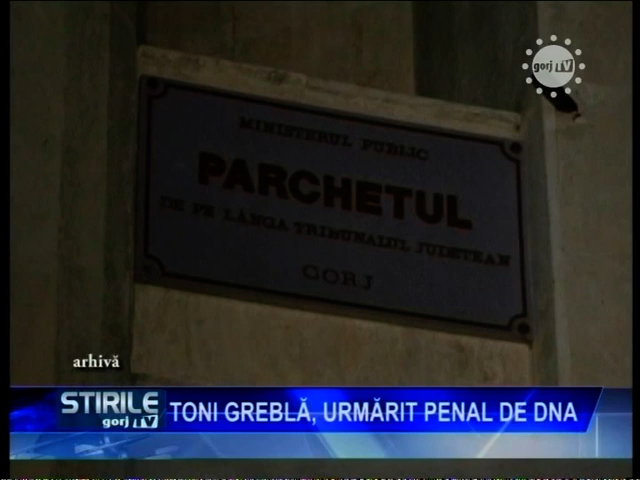 gorj TV
MINISTERUL PUBLIC
PARCHETUL
DE PE LÂNGA TRIBUNALUL JUDEŢEAN
GORJ
arhivă
STIRILE
gorj TV
TONI GREBLĂ, URMĂRIT PENAL DE DNA